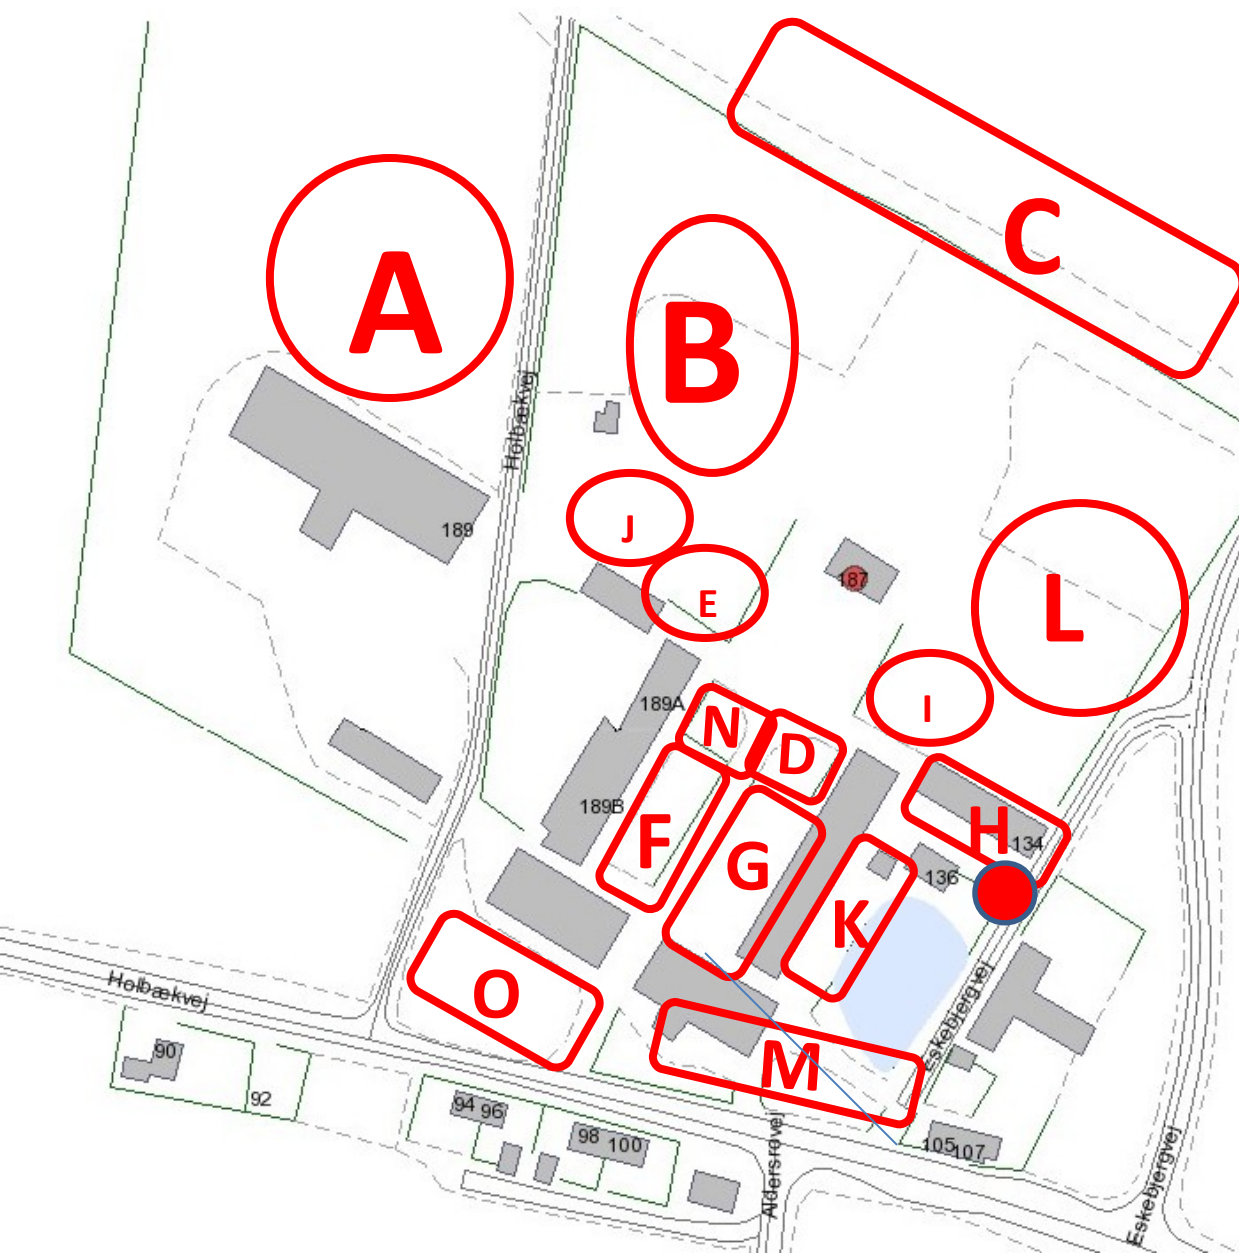 A
B
C
Holbækvej
189
J
E
187
L
189A
N
D
I
189B
F
G
H
134
136
K
Holbækvej
O
M
Eskebjergvej
90
92
94 96
98 100
Aldersrovej
105
107
Eskebjergvej